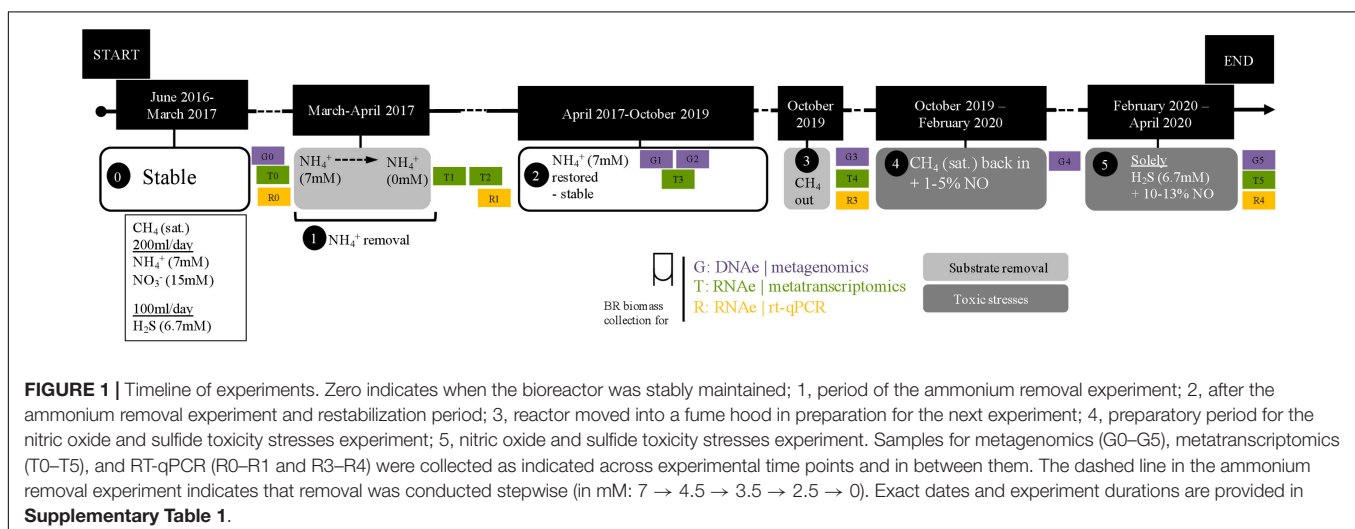 START
END
June 2016-
March 2017
March-April 2017
April 2017-October 2019
October
2019
October 2019 –
February 2020
February 2020 –
April 2020
0 Stable
G0
T0
R0
NH₄⁺ ----▶ NH₄⁺
(7mM) (0mM)
T1
T2
R1
2
NH₄⁺ (7mM)
restored
- stable
G1
G2
T3
3
CH₄
out
G3
T4
R3
4 CH₄ (sat.) back in
+ 1-5% NO
G4
5
Solely
H₂S (6.7mM)
+ 10-13% NO
G5
T5
R4
1 NH₄⁺ removal
CH₄ (sat.)
200ml/day
NH₄⁺ (7mM)
NO₃⁻ (15mM)
100ml/day
H₂S (6.7mM)
BR biomass
collection for
G: DNAe | metagenomics
T: RNAe | metatranscriptomics
R: RNAe | rt-qPCR
Substrate removal
Toxic stresses
FIGURE 1 | Timeline of experiments. Zero indicates when the bioreactor was stably maintained; 1, period of the ammonium removal experiment; 2, after the
ammonium removal experiment and restabilization period; 3, reactor moved into a fume hood in preparation for the next experiment; 4, preparatory period for the
nitric oxide and sulfide toxicity stresses experiment; 5, nitric oxide and sulfide toxicity stresses experiment. Samples for metagenomics (G0–G5), metatranscriptomics
(T0–T5), and RT-qPCR (R0–R1 and R3–R4) were collected as indicated across experimental time points and in between them. The dashed line in the ammonium
removal experiment indicates that removal was conducted stepwise (in mM: 7 → 4.5 → 3.5 → 2.5 → 0). Exact dates and experiment durations are provided in
Supplementary Table 1.